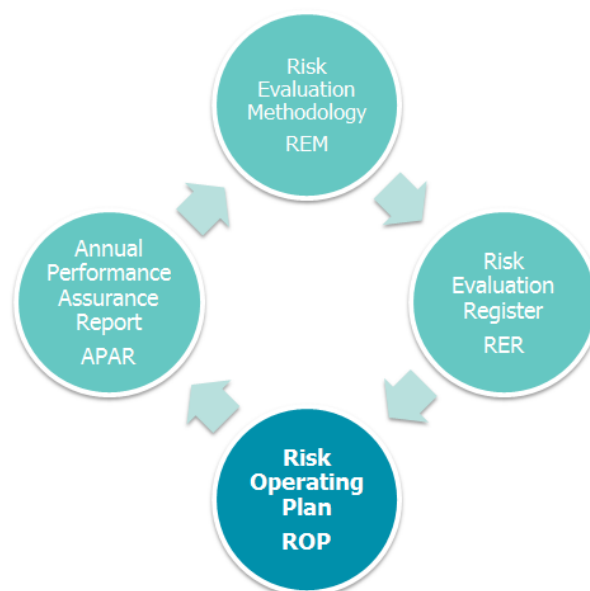 Risk
Evaluation
Methodology
REM
Risk
Evaluation
Register
RER
Risk
Operating
Plan
ROP
Annual
Performance
Assurance
Report
APAR